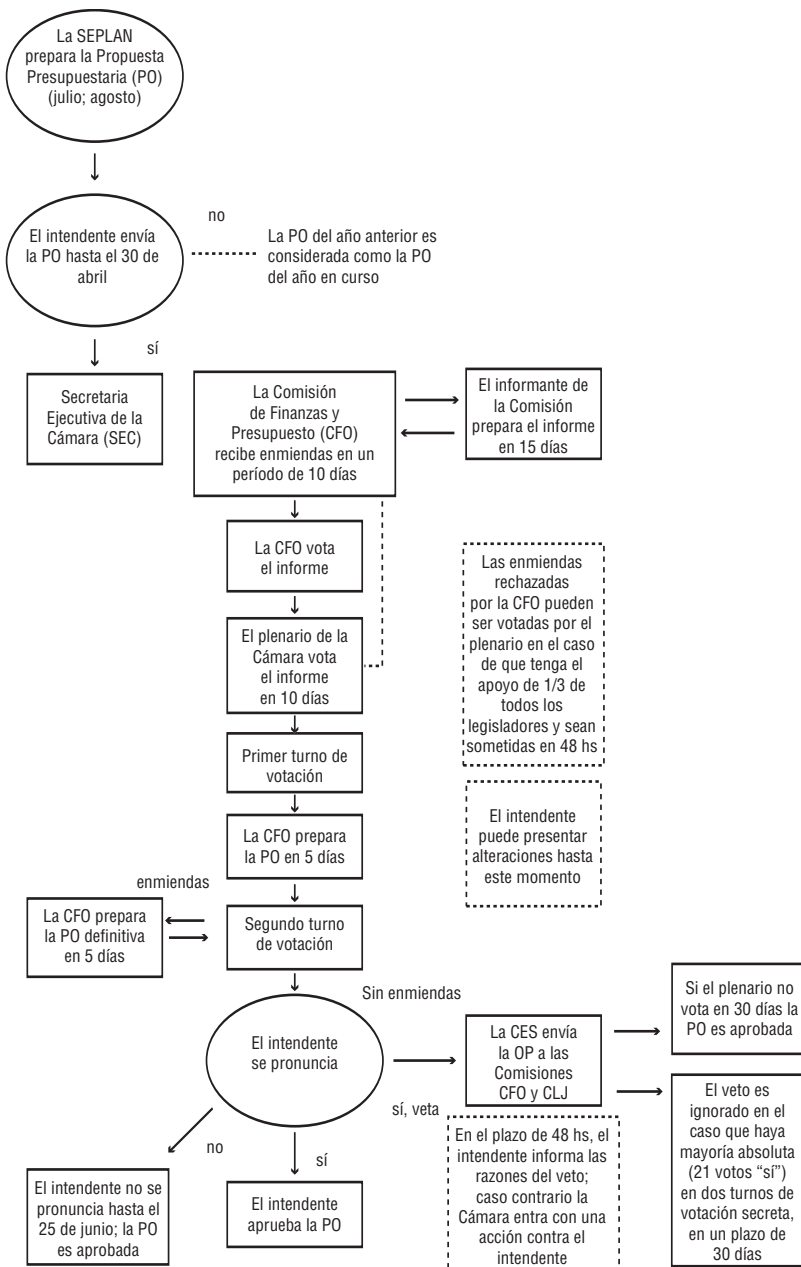 La SEPLAN
prepara la Propuesta
Presupuestaria (PO)
(julio; agosto)
El intendente envía
la PO hasta el 30 de
abril
no
La PO del año anterior es
considerada como la PO
del año en curso
sí
Secretaria
Ejecutiva de la
Cámara (SEC)
La Comisión
de Finanzas y
Presupuesto (CFO)
recibe enmiendas en un
período de 10 días
El informante de
la Comisión
prepara el informe
en 15 días
La CFO vota
el informe
El plenario de la
Cámara vota
el informe
en 10 días
Las enmiendas
rechazadas
por la CFO pueden
ser votadas por el
plenario en el caso
de que tenga el
apoyo de 1/3 de
todos los
legisladores y sean
sometidas en 48 hs
Primer turno de
votación
La CFO prepara
la PO en 5 días
El intendente
puede presentar
alteraciones hasta
este momento
enmiendas
La CFO prepara
la PO definitiva
en 5 días
Segundo turno
de votación
Sin enmiendas
El intendente
se pronuncia
La CES envía
la OP a las
Comisiones
CFO y CLJ
Si el plenario no
vota en 30 días la
PO es aprobada
sí, veta
El veto es
ignorado en el
caso que haya
mayoría absoluta
(21 votos “sí”)
en dos turnos de
votación secreta,
en un plazo de
30 días
no
sí
En el plazo de 48 hs, el
intendente informa las
razones del veto;
caso contrario la
Cámara entra con una
acción contra el
intendente
El intendente no se
pronuncia hasta el
25 de junio; la PO
es aprobada
El intendente
aprueba la PO